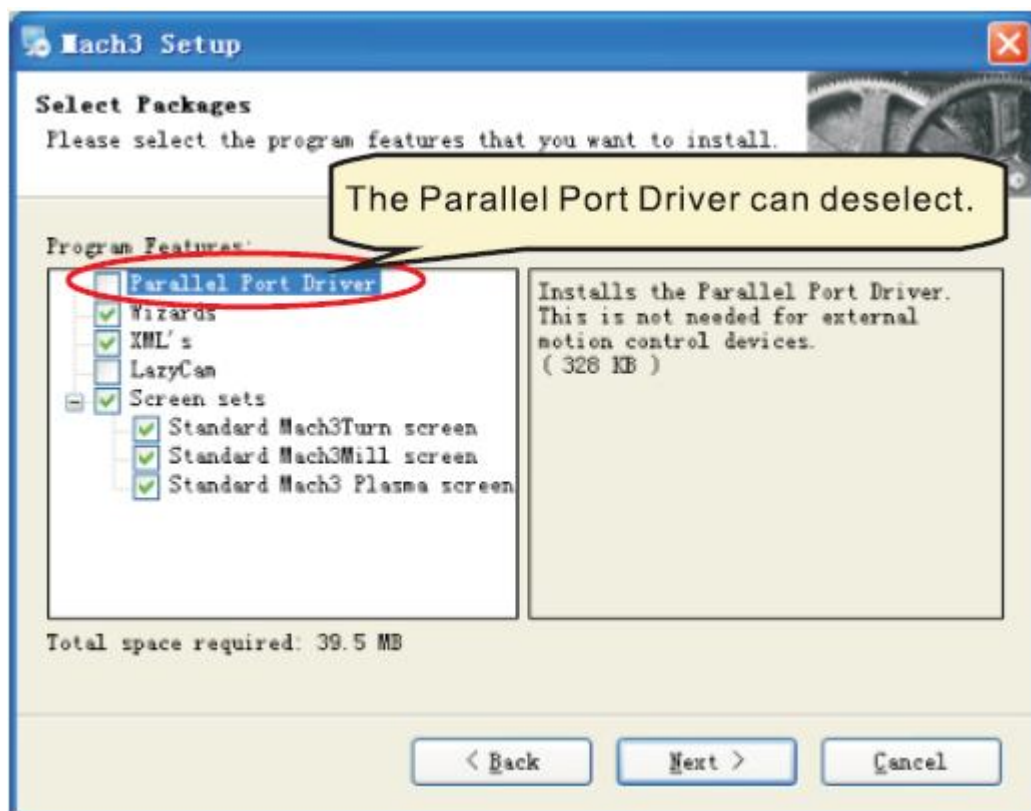 Mach3 Setup
Select Packages
Please select the program features that you want to install.
The Parallel Port Driver can deselect.
Program Features:
Parallel Port Driver
Wizards
XML's
LazyCam
Screen sets
Standard Mach3Turn screen
Standard Mach3Mill screen
Standard Mach3 Plasma screen
Installs the Parallel Port Driver.
This is not needed for external
motion control devices.
( 328 KB )
Total space required: 39.5 MB
< Back
Next >
Cancel